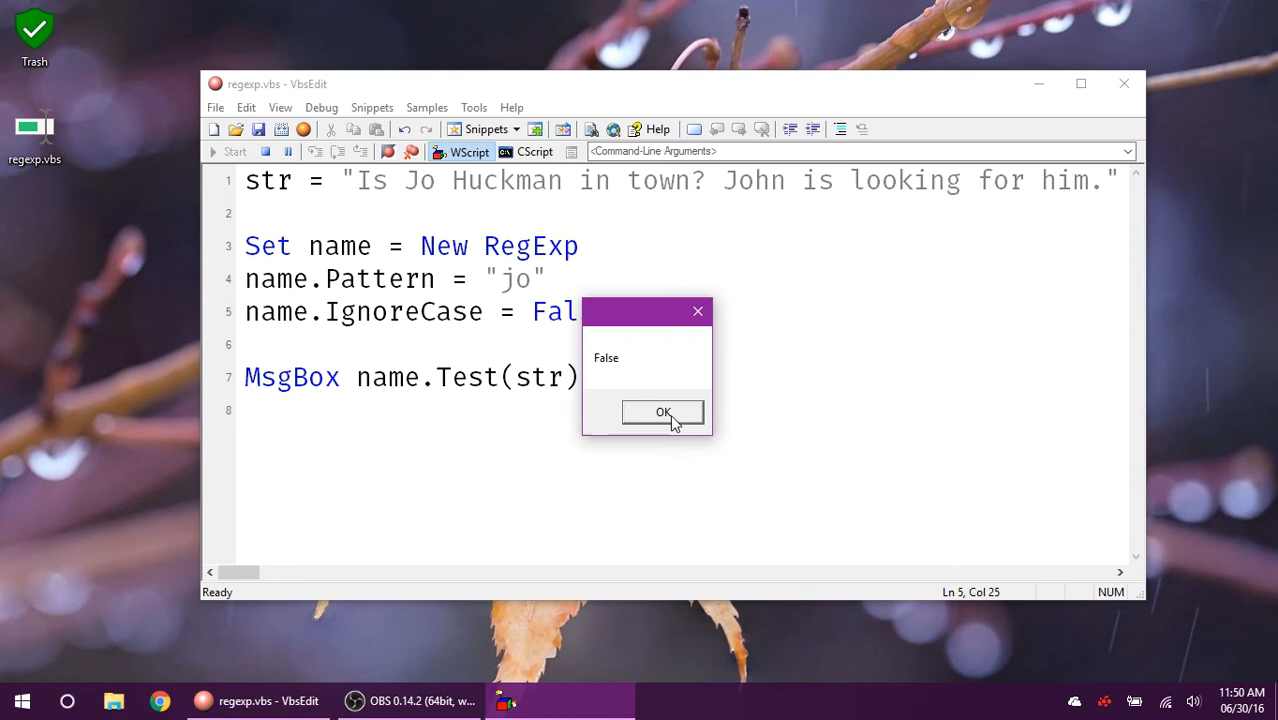 Trash
regexp.vbs
regexp.vbs - VbsEdit
File Edit View Debug Snippets Samples Tools Help
Snippets Help
Start WScript CScript <Command-Line Arguments>
1 str = "Is Jo Huckman in town? John is looking for him."
2
3 Set name = New RegExp
4 name.Pattern = "jo"
5 name.IgnoreCase = Fal
6
7 MsgBox name.Test(str)
8
False
OK
Ready Ln 5, Col 25 NUM
regexp.vbs - VbsEdit OBS 0.14.2 (64bit, w...
11:50 AM
06/30/16